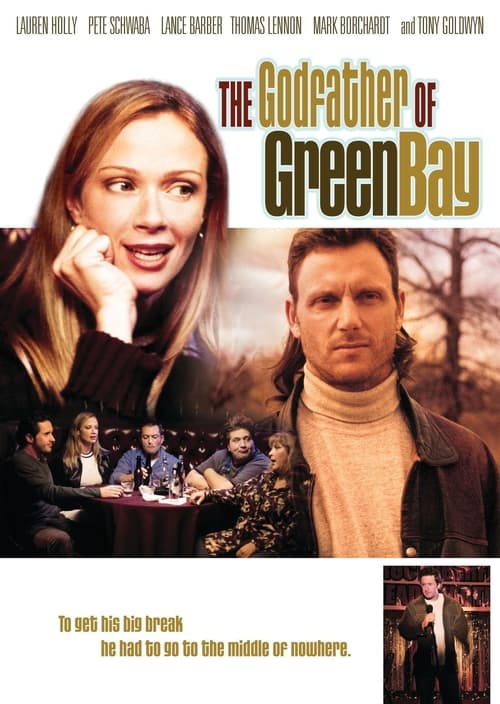 LAUREN HOLLY PETE SCHWABA LANCE BARBER THOMAS LENNON MARK BORCHARDT and TONY GOLDWYN
THE Godfather OF
GreenBay
To get his big break
he had to go to the middle of nowhere.